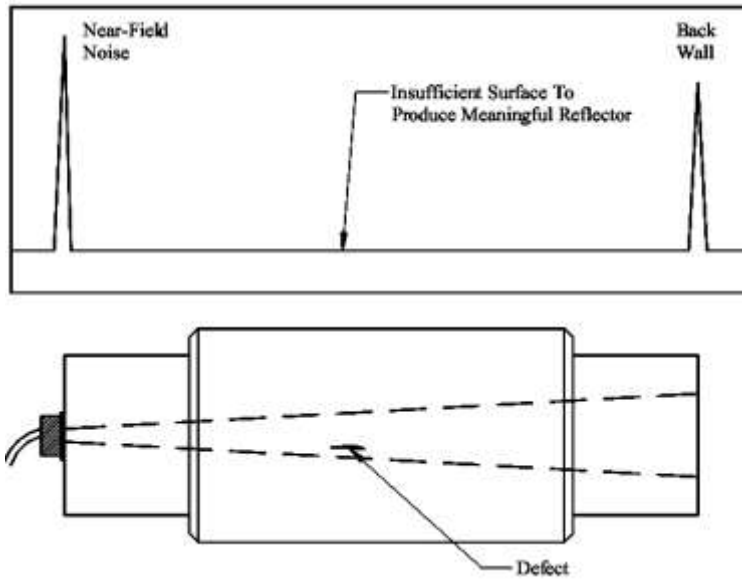 Near-Field
Noise
Back
Wall
Insufficient Surface To
Produce Meaningful Reflector
Defect